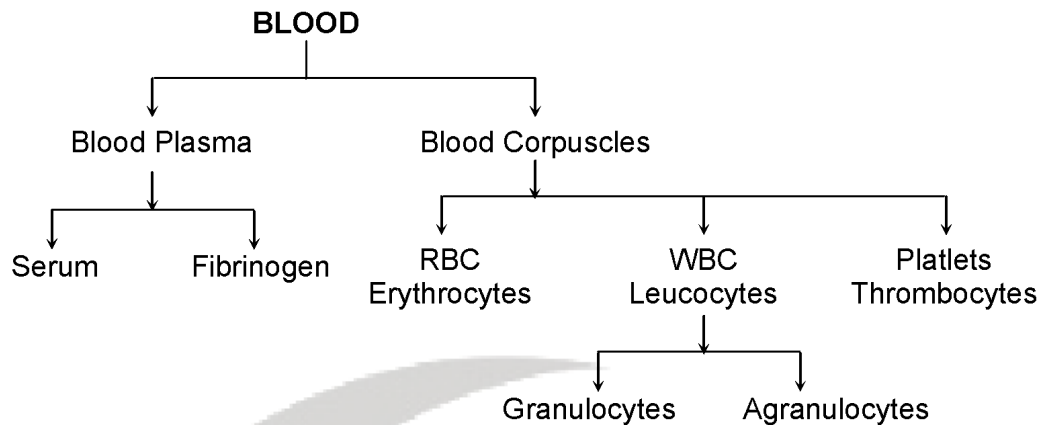 BLOOD
Blood Plasma
Blood Corpuscles
Serum
Fibrinogen
RBC
Erythrocytes
WBC
Leucocytes
Platlets
Thrombocytes
Granulocytes
Agranulocytes